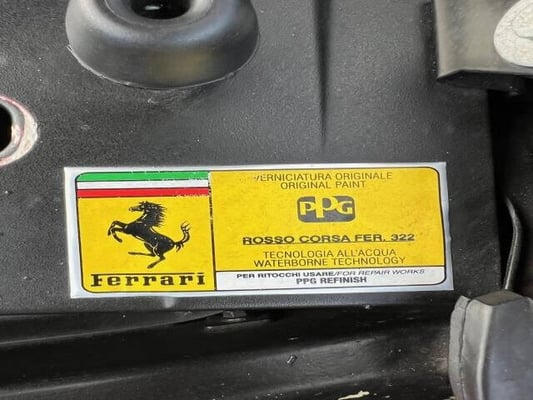 VERNICIATURA ORIGINALE
ORIGINAL PAINT
PPG
ROSSO CORSA FER. 322
TECNOLOGIA ALL'ACQUA
WATERBORNE TECHNOLOGY
PER RITOCCHI USARE/FOR REPAIR WORKS
PPG REFINISH
Ferrari